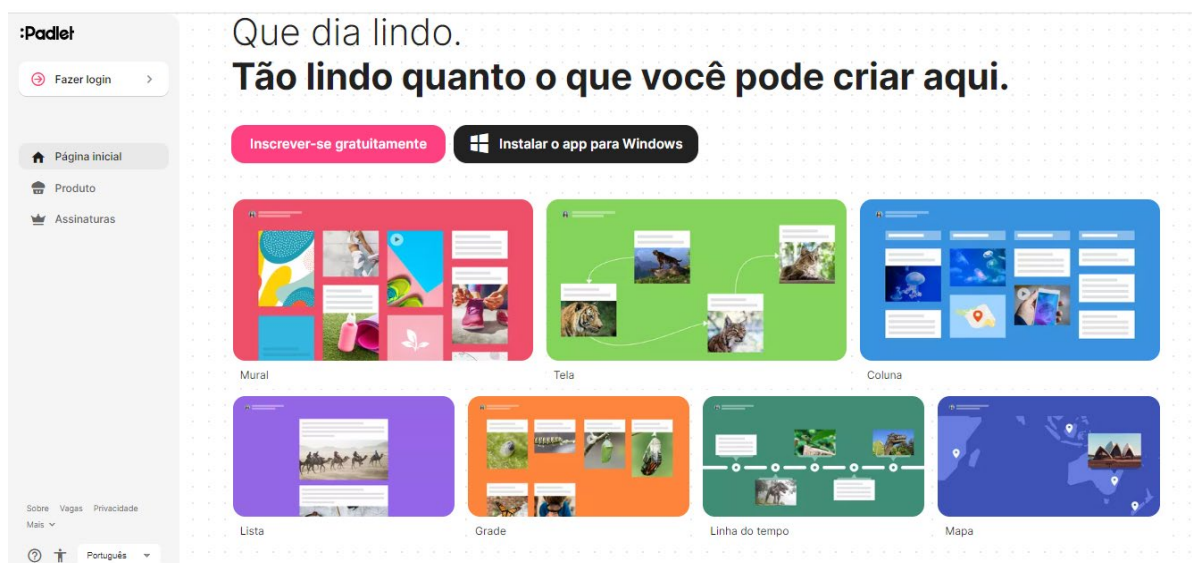 :Padlet
Fazer login
Página inicial
Produto
Assinaturas
Sobre Vagas Privacidade
Mais
Português
Que dia lindo.
Tão lindo quanto o que você pode criar aqui.
Inscrever-se gratuitamente
Instalar o app para Windows
Mural
Tela
Coluna
Lista
Grade
Linha do tempo
Mapa